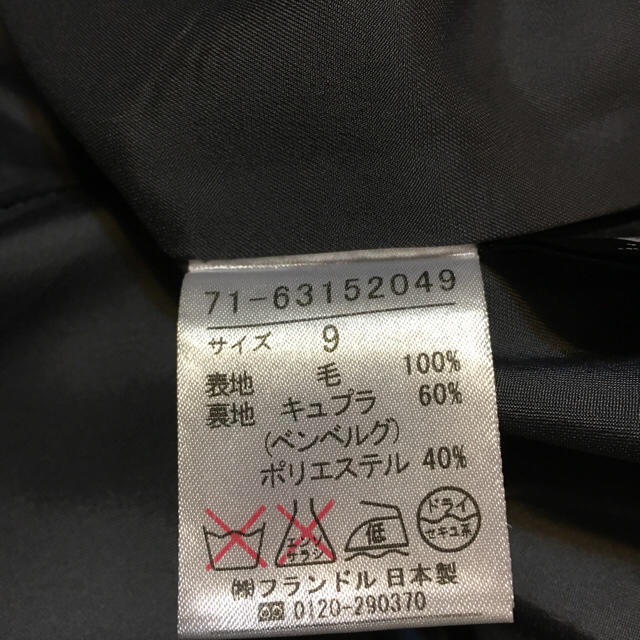 71-63152049
サイズ 9
表地 毛 100%
裏地 キュプラ 60%
(ベンベルグ)
ポリエステル 40%
エンソ サラシ 低 ドライ セキユ系
㈱フランドル 日本製
0120-290370